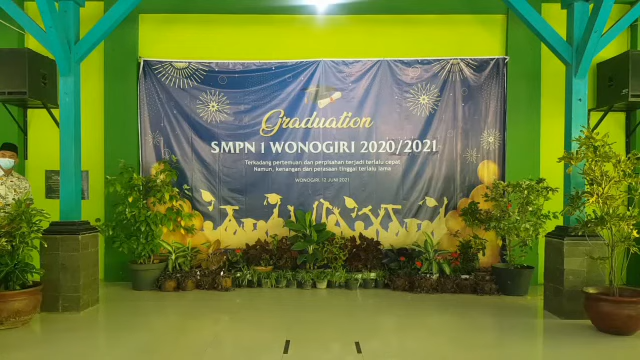 Graduation
SMPN 1 WONOGIRI 2020/2021
Terkadang pertemuan dan perpisahan terjadi terlalu cepat
Namun, kenangan dan perasaan tinggal terlalu lama
WONOGIRI, 12 JUNI 2021